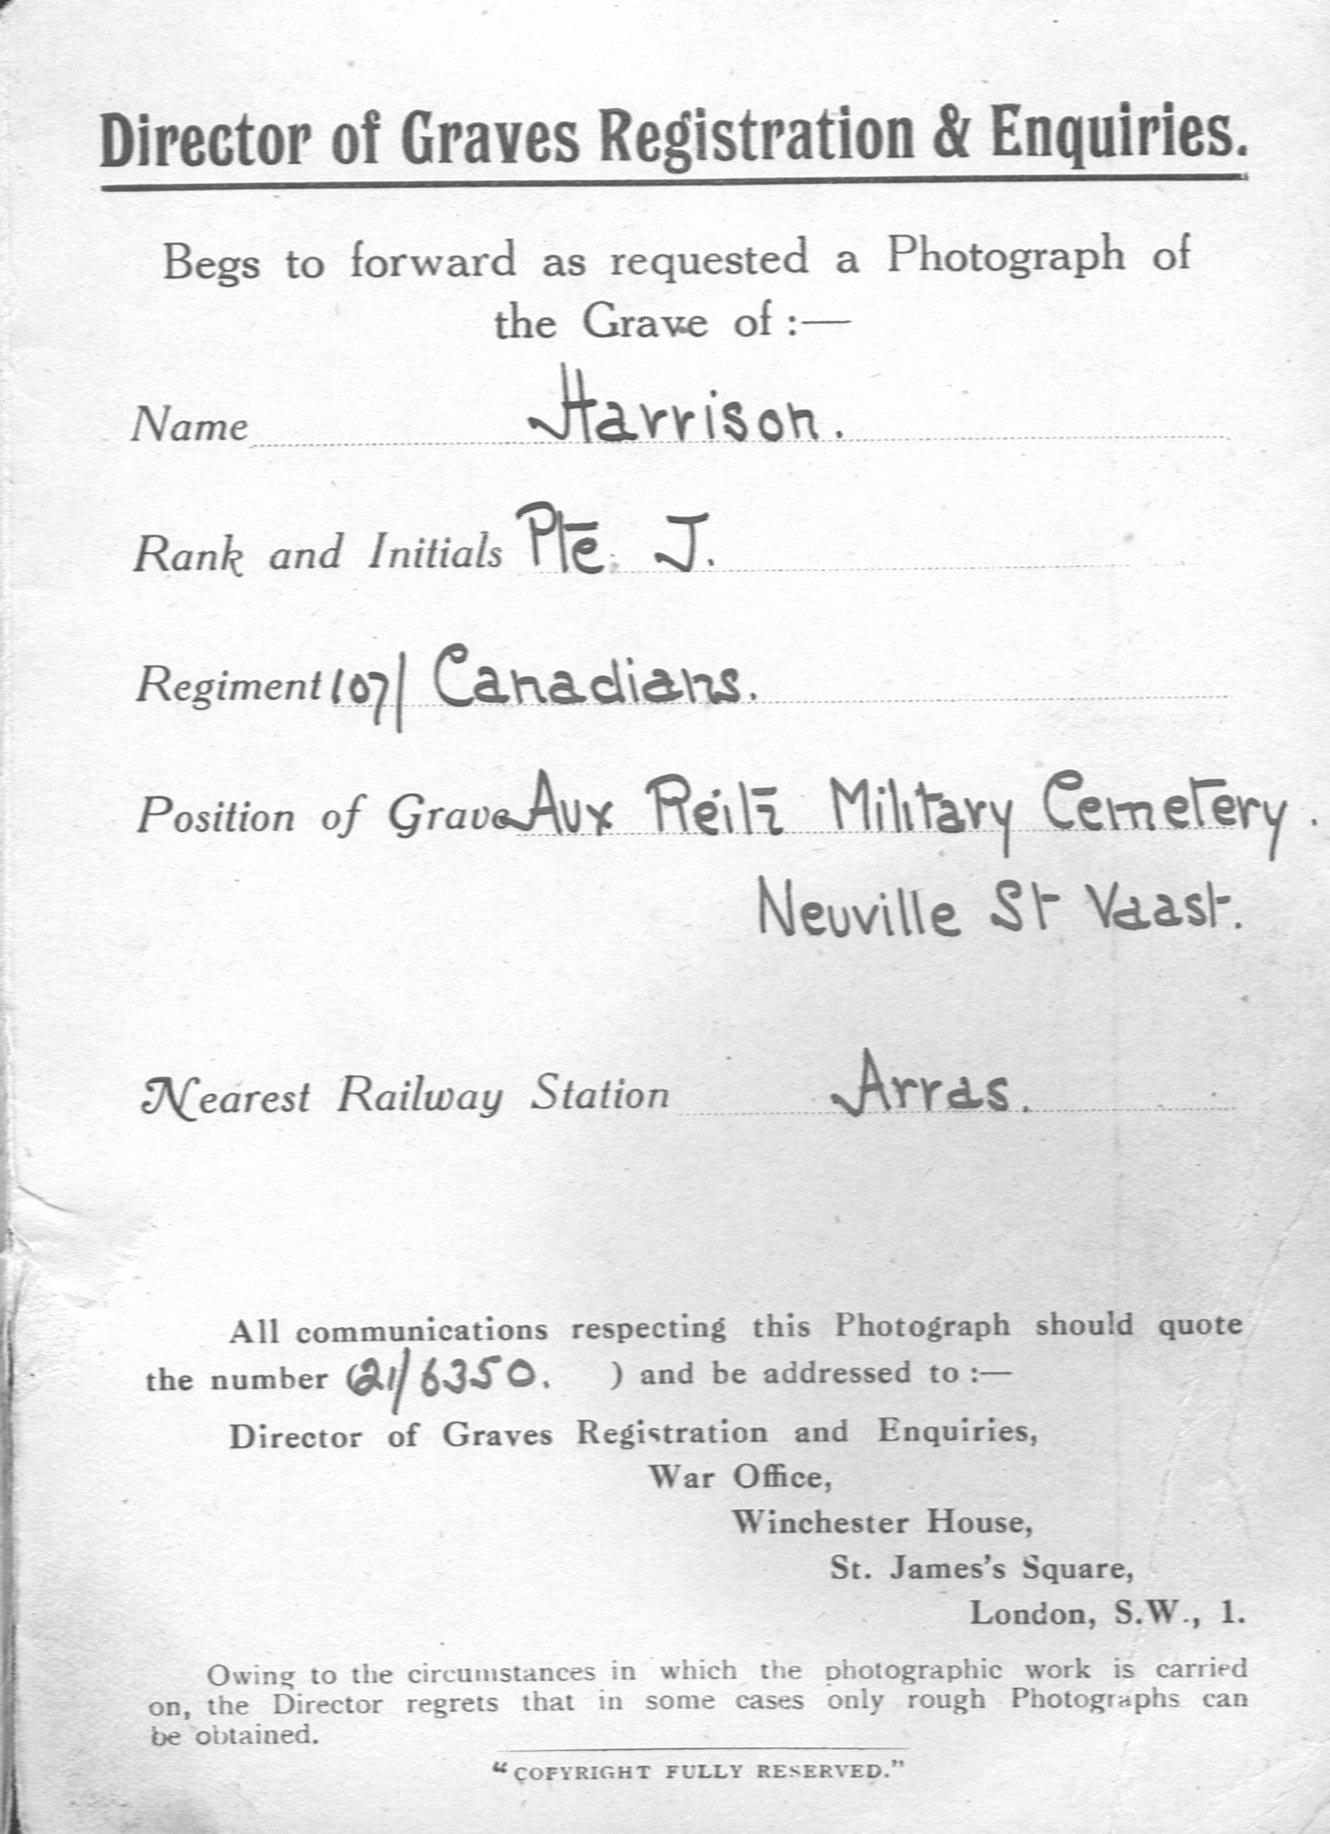 Director of Graves Registration & Enquiries.
Begs to forward as requested a Photograph of
the Grave of :—
Name Harrison.
Rank and Initials Pte. J.
Regiment 107/ Canadians.
Position of Grave Aux Reitz Military Cemetery.
Neuville St Vaast.
Nearest Railway Station Arras.
All communications respecting this Photograph should quote
the number (21/6350. ) and be addressed to :—
Director of Graves Registration and Enquiries,
War Office,
Winchester House,
St. James's Square,
London, S.W., 1.
Owing to the circumstances in which the photographic work is carried
on, the Director regrets that in some cases only rough Photographs can
be obtained.
"COPYRIGHT FULLY RESERVED."